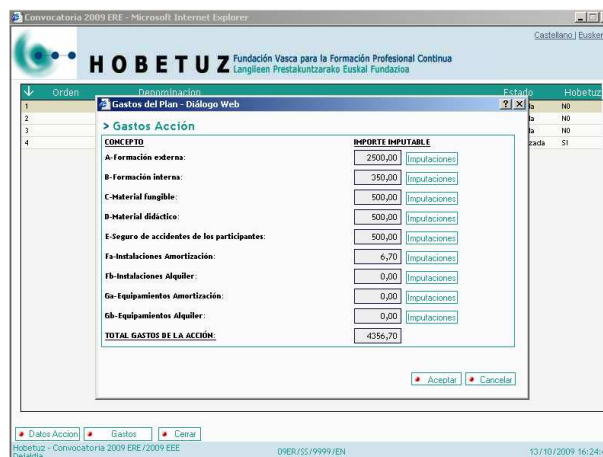 Convocatoria 2009 ERE - Microsoft Internet Explorer
Castellano | Euskera
HOBETUZ Fundación Vasca para la Formación Profesional Continua
Langileen Prestakuntzarako Euskal Fundazioa
Orden Denominacion Estado Hobetuz
1 NO
2 NO
3 NO
4 SI
Gastos del Plan - Diálogo Web
> Gastos Acción
CONCEPTO IMPORTE IMPUTABLE
A-Formación externa: 2500,00 Imputaciones
B-Formación interna: 350,00 Imputaciones
C-Material fungible: 500,00 Imputaciones
D-Material didáctico: 500,00 Imputaciones
E-Seguro de accidentes de los participantes: 500,00 Imputaciones
Fa-Instalaciones Amortización: 6,70 Imputaciones
Fb-Instalaciones Alquiler: 0,00 Imputaciones
Ga-Equipamientos Amortización: 0,00 Imputaciones
Gb-Equipamientos Alquiler: 0,00 Imputaciones
TOTAL GASTOS DE LA ACCIÓN: 4356,70
Aceptar Cancelar
Datos Accion Gastos Cerrar
Hobetuz - Convocatoria 2009 ERE/2009 EEE
Deialdia 09ER/SS/9999/EN 13/10/2009 16:24: